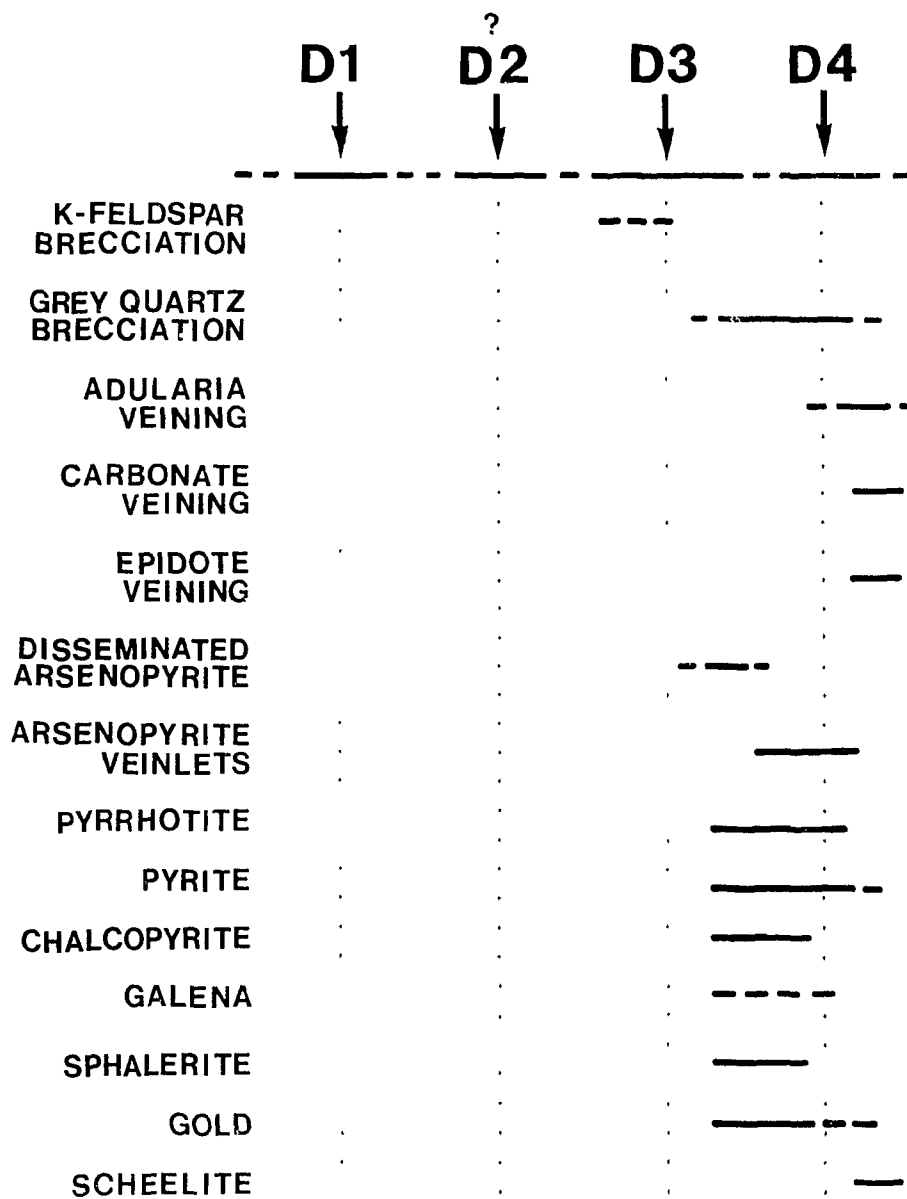 ?
D1 D2 D3 D4
K-FELDSPAR
BRECCIATION
GREY QUARTZ
BRECCIATION
ADULARIA
VEINING
CARBONATE
VEINING
EPIDOTE
VEINING
DISSEMINATED
ARSENOPYRITE
ARSENOPYRITE
VEINLETS
PYRRHOTITE
PYRITE
CHALCOPYRITE
GALENA
SPHALERITE
GOLD
SCHEELITE